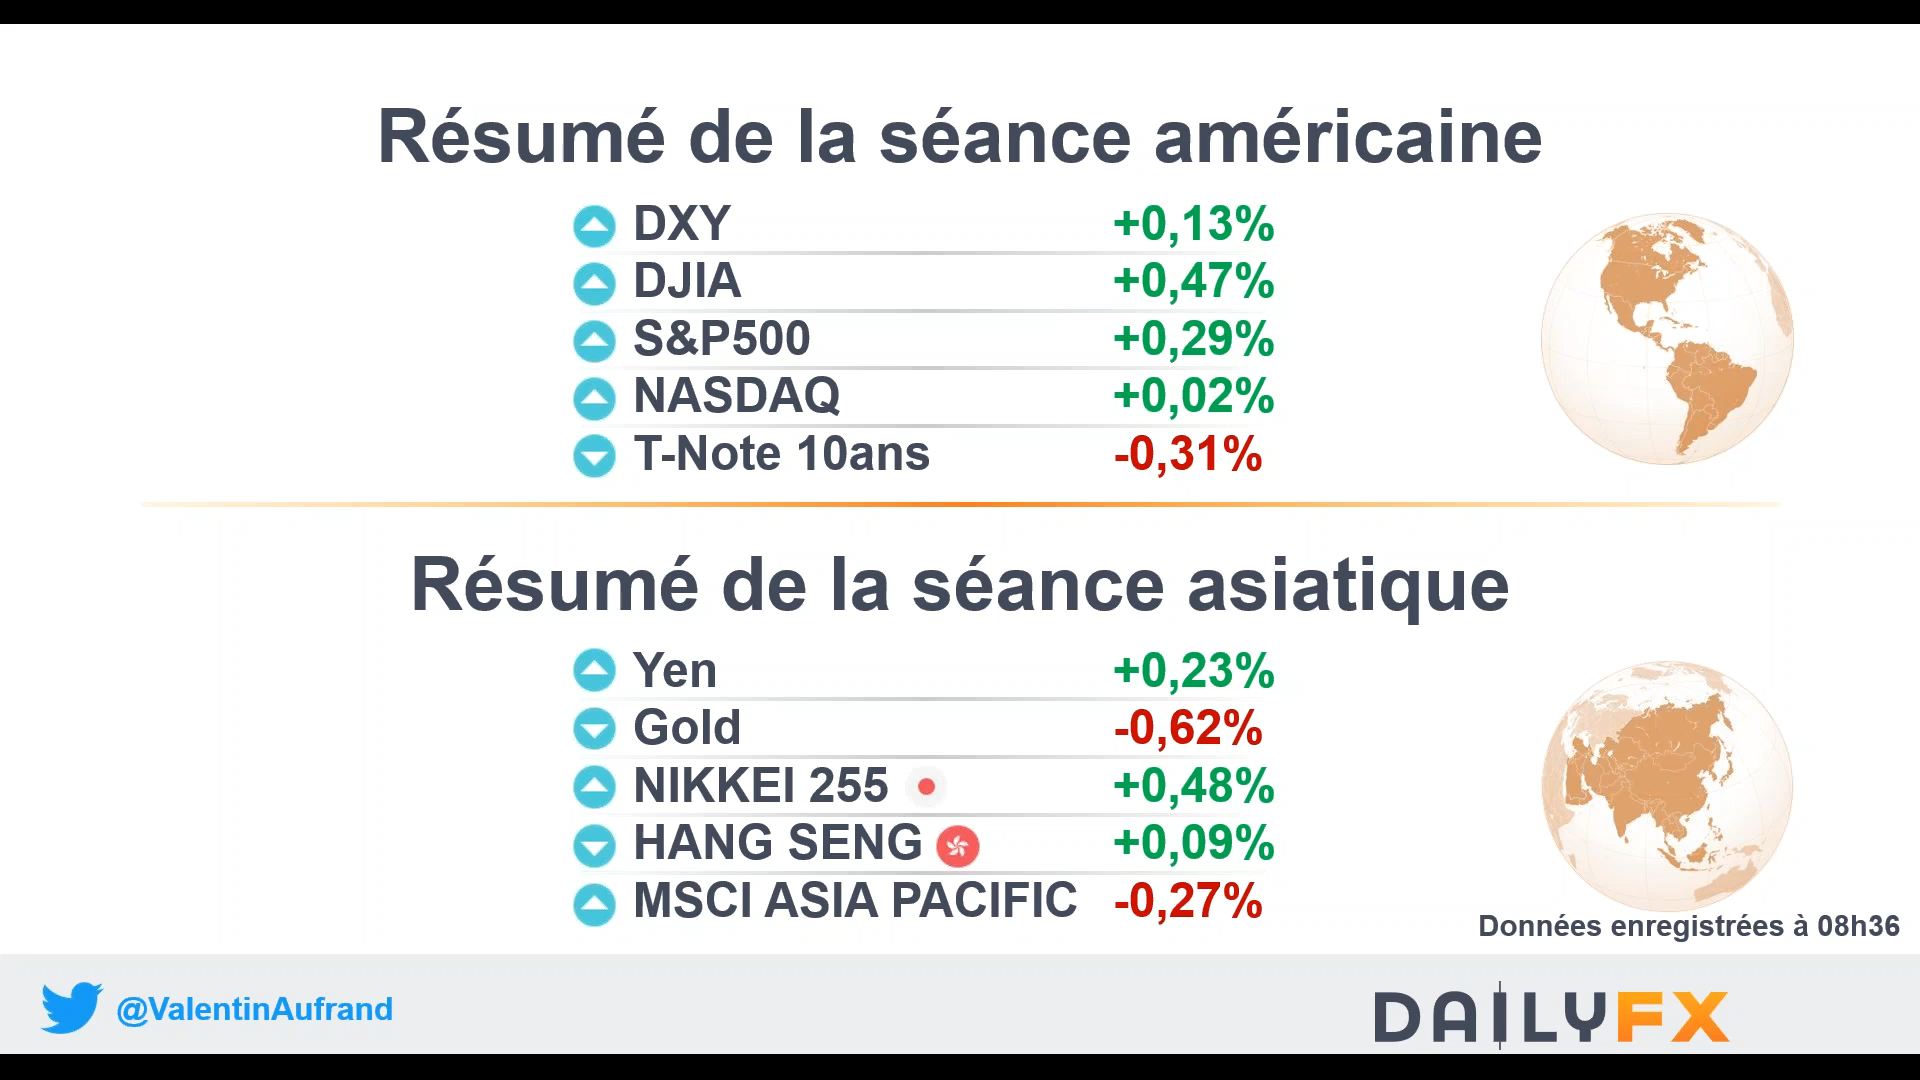 Résumé de la séance américaine
DXY +0,13%
DJIA +0,47%
S&P500 +0,29%
NASDAQ +0,02%
T-Note 10ans -0,31%
Résumé de la séance asiatique
Yen +0,23%
Gold -0,62%
NIKKEI 255 +0,48%
HANG SENG +0,09%
MSCI ASIA PACIFIC -0,27%
Données enregistrées à 08h36
@ValentinAufrand
DAILYFX